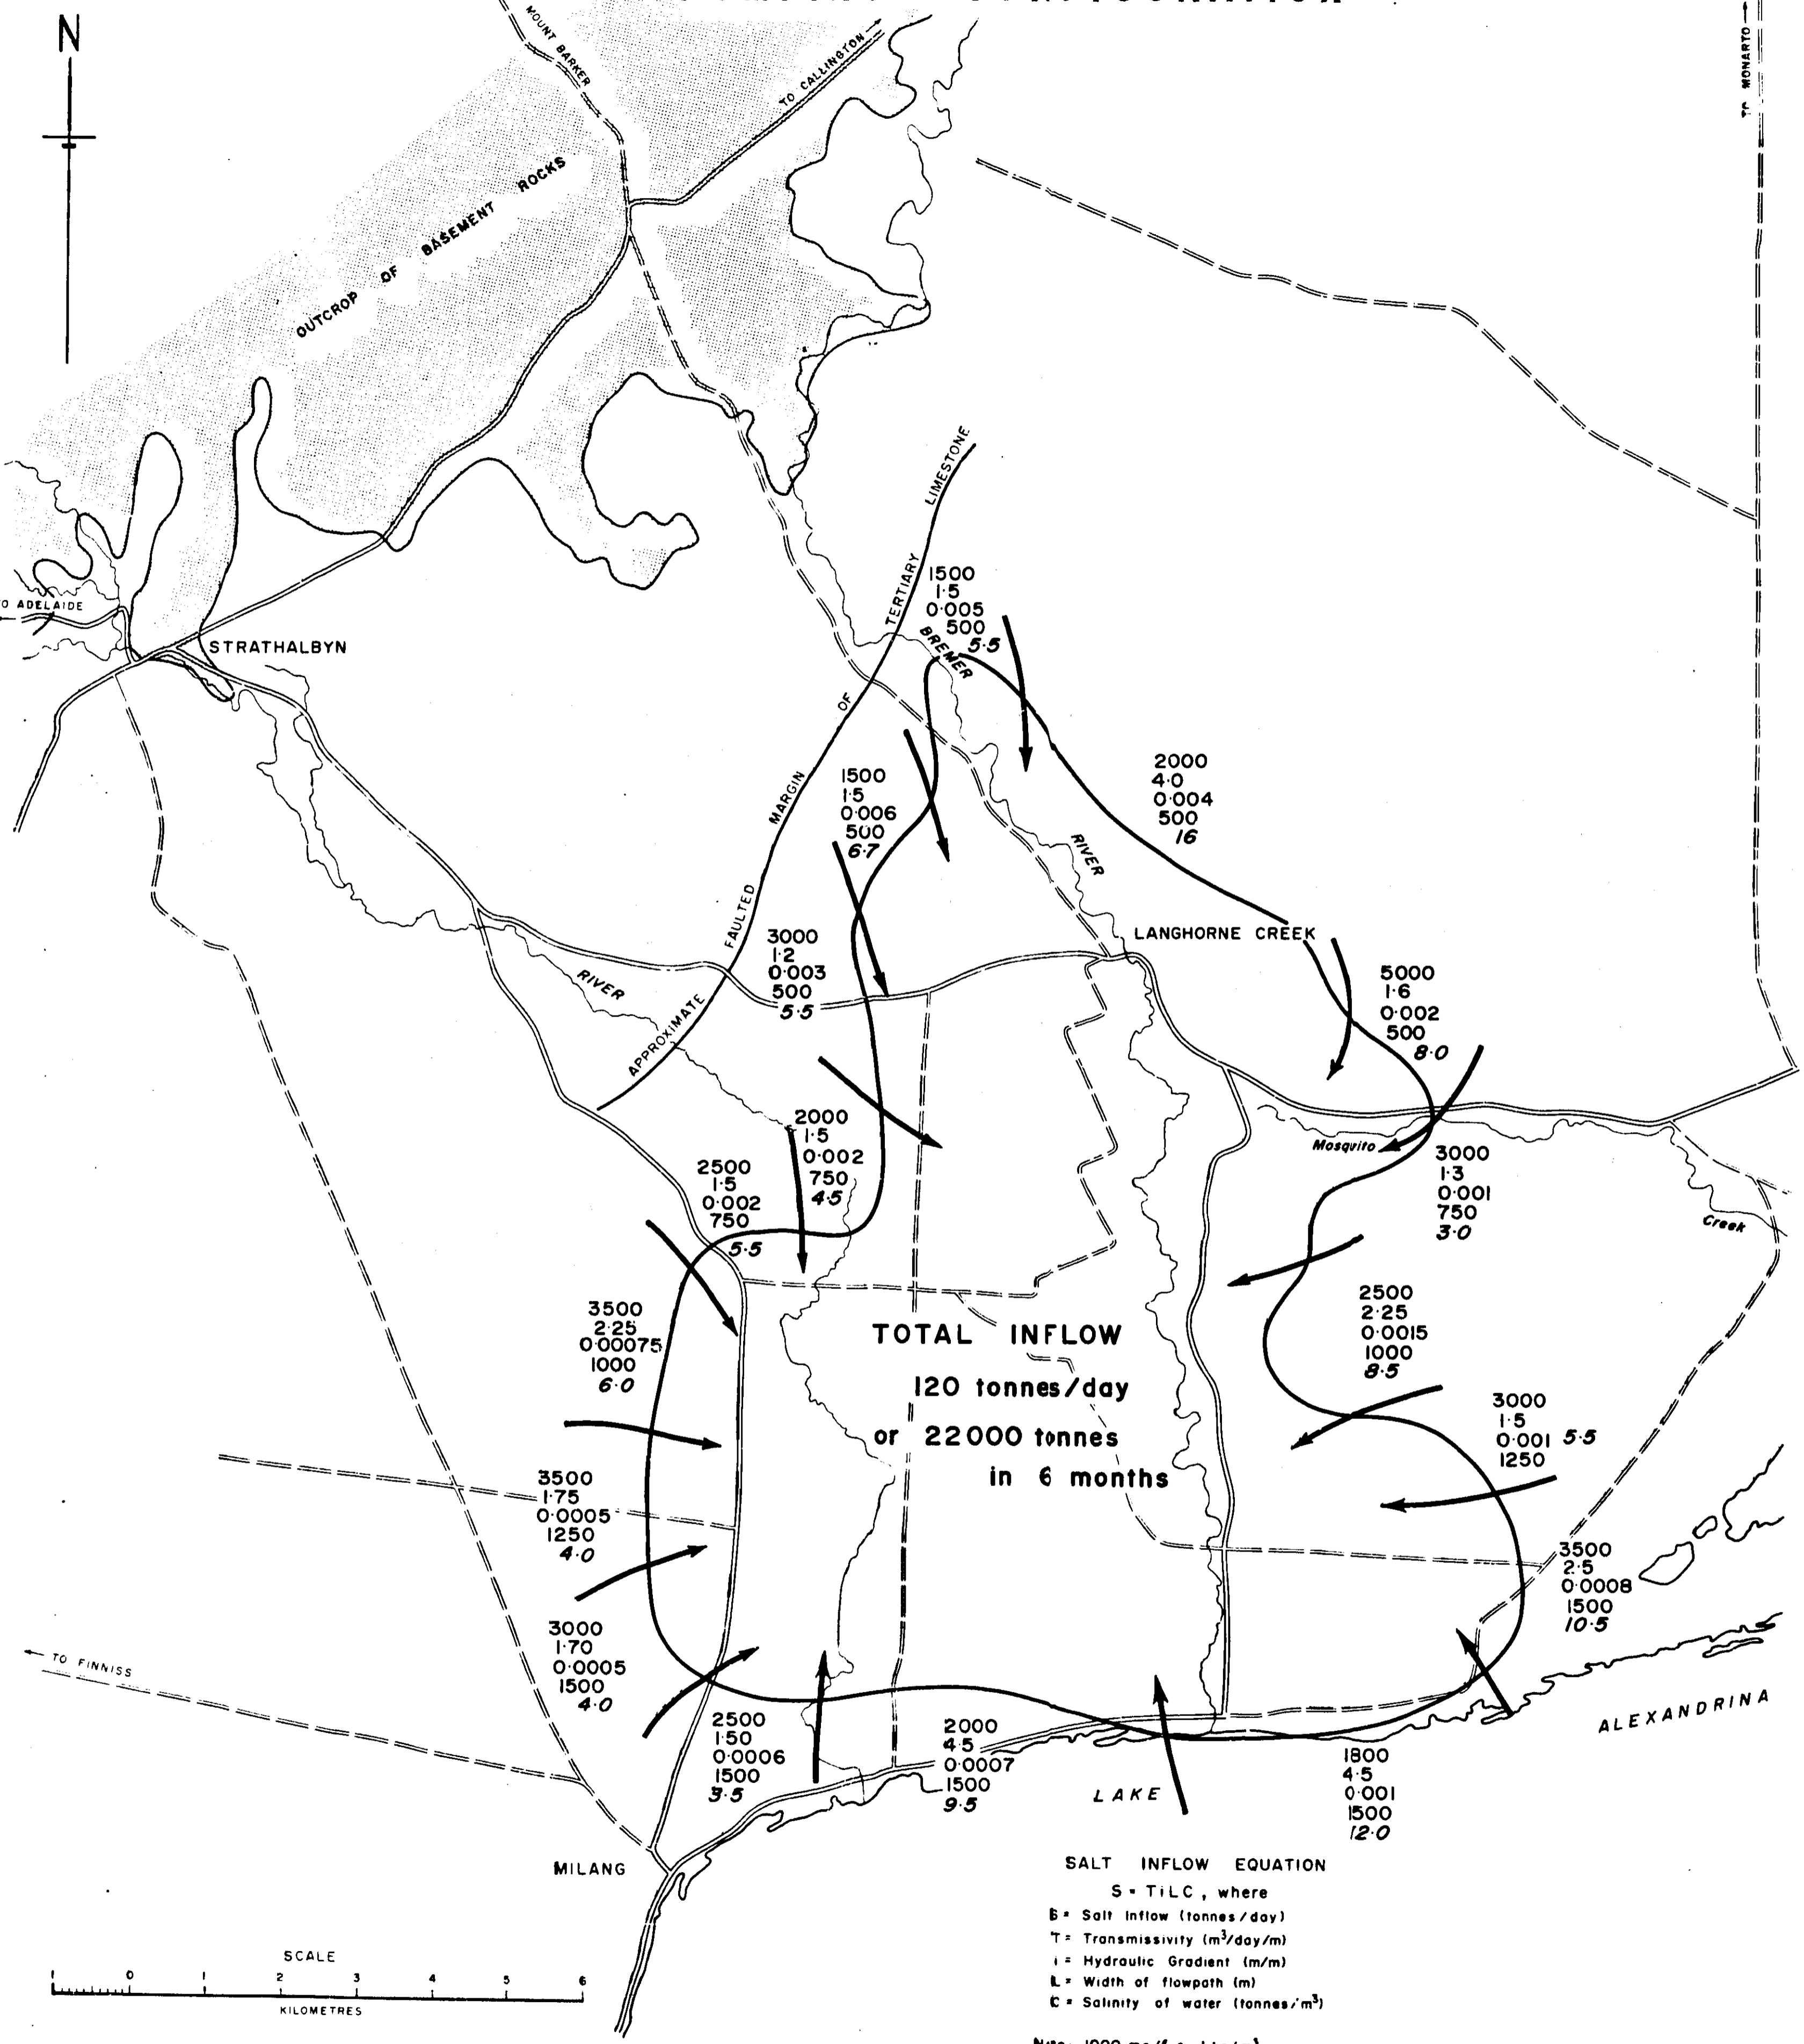 N
MOUNT BARKER
TO CALLINGTON
TO MONARTO
OUTCROP OF BASEMENT ROCKS
APPROXIMATE FAULTED MARGIN OF TERTIARY LIMESTONE
TO ADELAIDE
STRATHALBYN
1500
1·5
0·005
500
5·5
BREMER
RIVER
2000
4·0
0·004
500
16
1500
1·5
0·006
500
6·7
LANGHORNE CREEK
3000
1·2
0·003
500
5·5
RIVER
5000
1·6
0·002
500
8·0
2000
1·5
0·002
750
4·5
2500
1·5
0·002
750
5·5
Mosquito
Creek
3000
1·3
0·001
750
3·0
3500
2·25
0·00075
1000
6·0
2500
2·25
0·0015
1000
8·5
TOTAL INFLOW
120 tonnes/day
or 22000 tonnes
in 6 months
3000
1·5
0·001 5·5
1250
3500
1·75
0·0005
1250
4·0
3500
2·5
0·0008
1500
10·5
3000
1·70
0·0005
1500
4·0
TO FINNISS
2500
1·50
0·0006
1500
3·5
2000
4·5
0·0007
1500
9·5
1800
4·5
0·001
1500
12·0
LAKE
ALEXANDRINA
MILANG
SALT INFLOW EQUATION
S = TiLC, where
S = Salt Inflow (tonnes/day)
T = Transmissivity (m³/day/m)
i = Hydraulic Gradient (m/m)
L = Width of flowpath (m)
C = Salinity of water (tonnes/m³)
SCALE
1 0 1 2 3 4 5 6
KILOMETRES